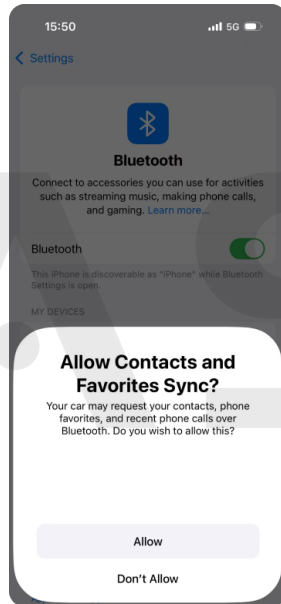 15:50
5G
Settings
Bluetooth
Connect to accessories you can use for activities
such as streaming music, making phone calls,
and gaming. Learn more...
Bluetooth
This iPhone is discoverable as "iPhone" while Bluetooth
Settings is open.
MY DEVICES
Allow Contacts and
Favorites Sync?
Your car may request your contacts, phone
favorites, and recent phone calls over
Bluetooth. Do you wish to allow this?
Allow
Don't Allow